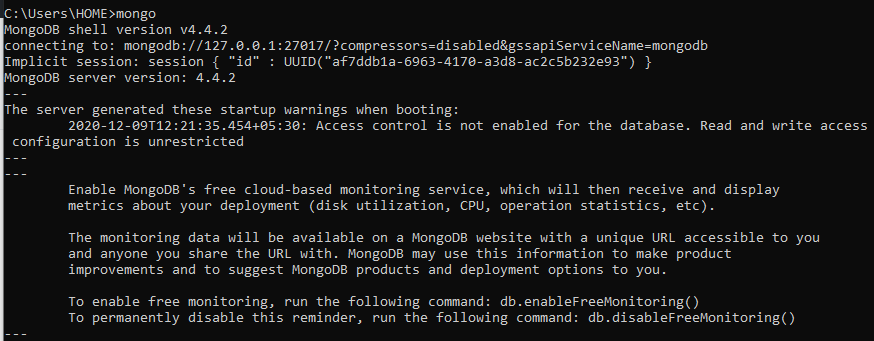 C:\Users\HOME>mongo
MongoDB shell version v4.4.2
connecting to: mongodb://127.0.0.1:27017/?compressors=disabled&gssapiServiceName=mongodb
Implicit session: session { "id" : UUID("af7ddb1a-6963-4170-a3d8-ac2c5b232e93") }
MongoDB server version: 4.4.2
---
The server generated these startup warnings when booting:
        2020-12-09T12:21:35.454+05:30: Access control is not enabled for the database. Read and write access
 configuration is unrestricted
---
---
        Enable MongoDB's free cloud-based monitoring service, which will then receive and display
        metrics about your deployment (disk utilization, CPU, operation statistics, etc).

        The monitoring data will be available on a MongoDB website with a unique URL accessible to you
        and anyone you share the URL with. MongoDB may use this information to make product
        improvements and to suggest MongoDB products and deployment options to you.

        To enable free monitoring, run the following command: db.enableFreeMonitoring()
        To permanently disable this reminder, run the following command: db.disableFreeMonitoring()
---